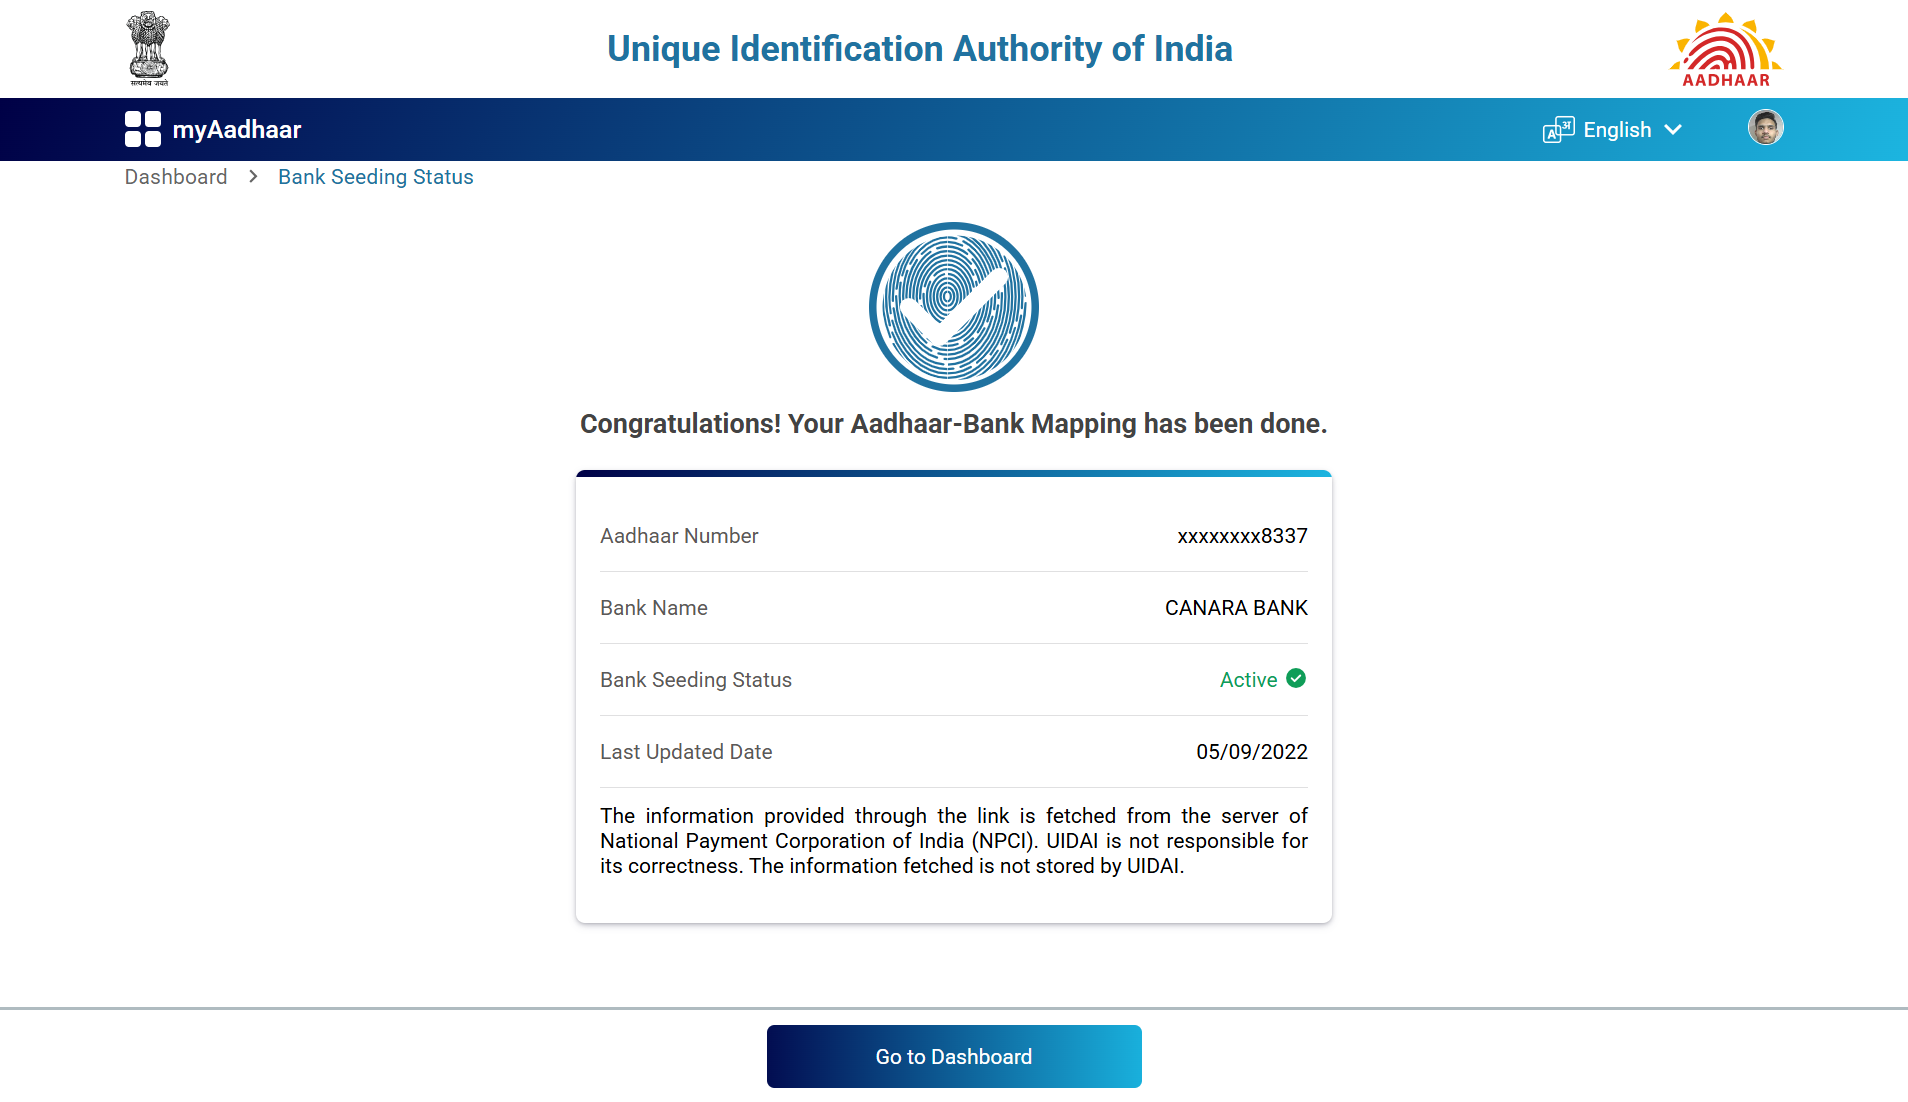 सत्यमेव जयते
Unique Identification Authority of India
AADHAAR
myAadhaar
A अ English
Dashboard > Bank Seeding Status
Congratulations! Your Aadhaar-Bank Mapping has been done.
Aadhaar Number xxxxxxxx8337
Bank Name CANARA BANK
Bank Seeding Status Active
Last Updated Date 05/09/2022
The information provided through the link is fetched from the server of
National Payment Corporation of India (NPCI). UIDAI is not responsible for
its correctness. The information fetched is not stored by UIDAI.
Go to Dashboard